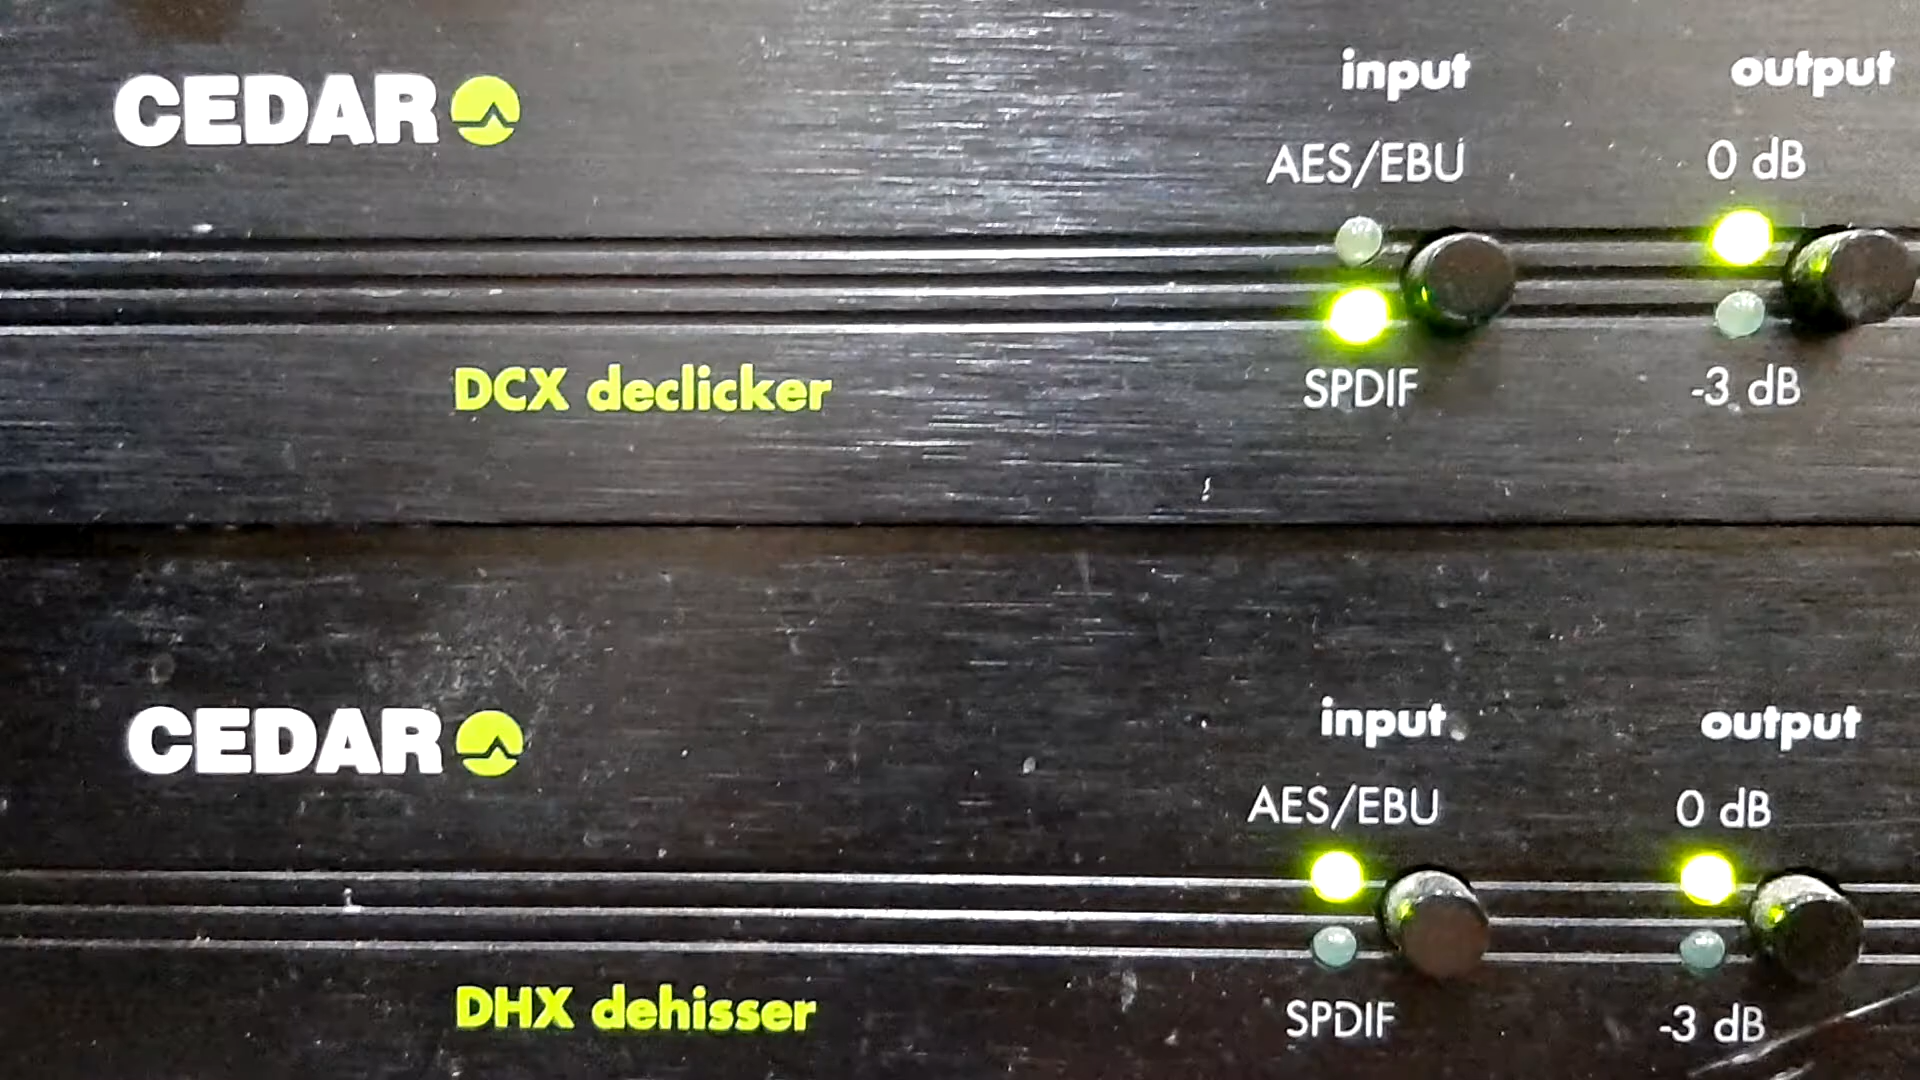 CEDAR
input
output
AES/EBU
0 dB
DCX declicker
SPDIF
-3 dB
CEDAR
input
output
AES/EBU
0 dB
DHX dehisser
SPDIF
-3 dB